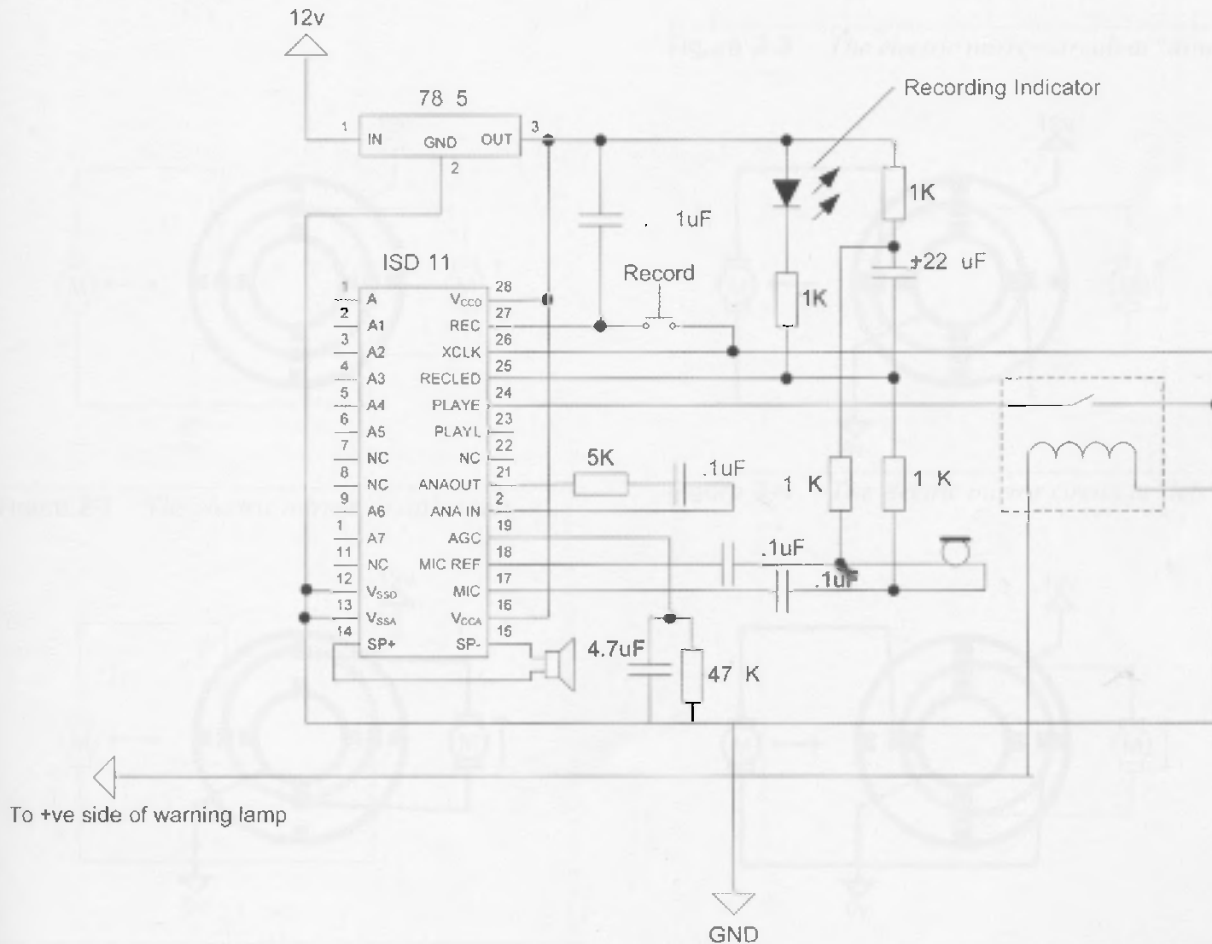 12v
Recording Indicator
78 5
1 IN GND OUT 3
2
1K
.1uF
+22 uF
ISD 11
Record
1K
1 A VCCD 28
2 A1 REC 27
3 A2 XCLK 26
4 A3 RECLED 25
5 A4 PLAYE 24
6 A5 PLAYL 23
7 NC NC 22
8 NC ANAOUT 21
9 A6 ANA IN 2
1 A7 AGC 19
11 NC MIC REF 18
12 VSSD MIC 17
13 VSSA VCCA 16
14 SP+ SP- 15
5K
.1uF
1 K
1 K
.1uF
.1uF
4.7uF
47 K
To +ve side of warning lamp
GND